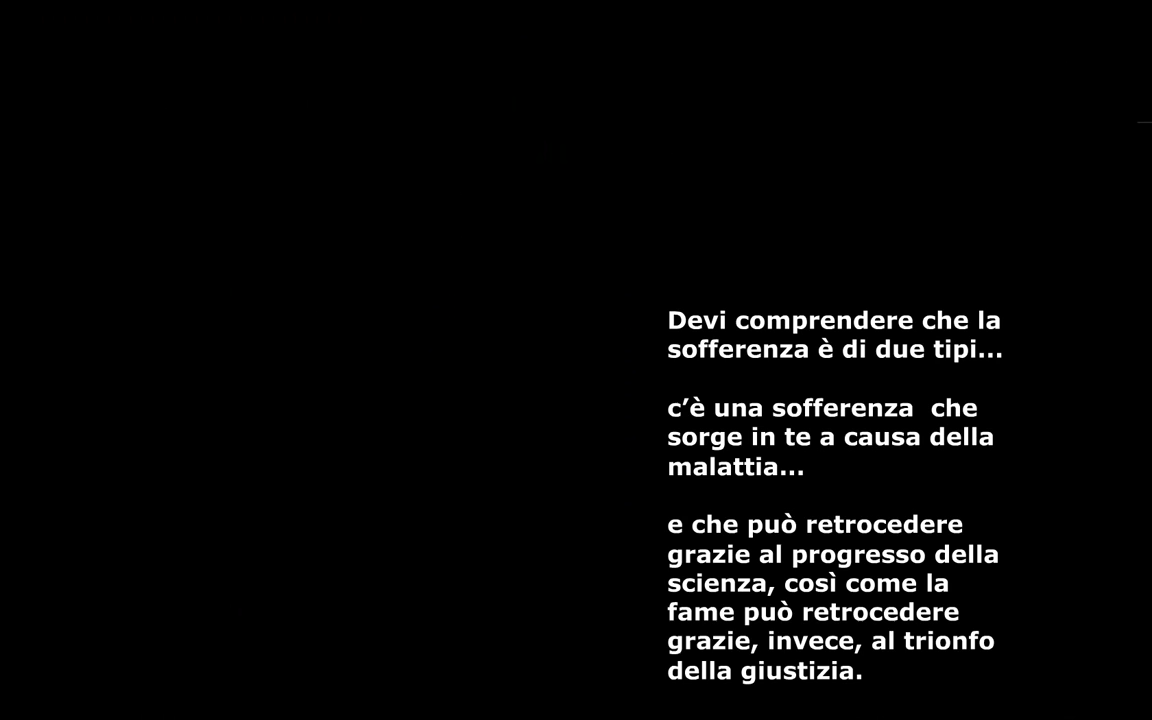 Devi comprendere che la
sofferenza è di due tipi...
c’è una sofferenza  che
sorge in te a causa della
malattia...
e che può retrocedere
grazie al progresso della
scienza, così come la
fame può retrocedere
grazie, invece, al trionfo
della giustizia.